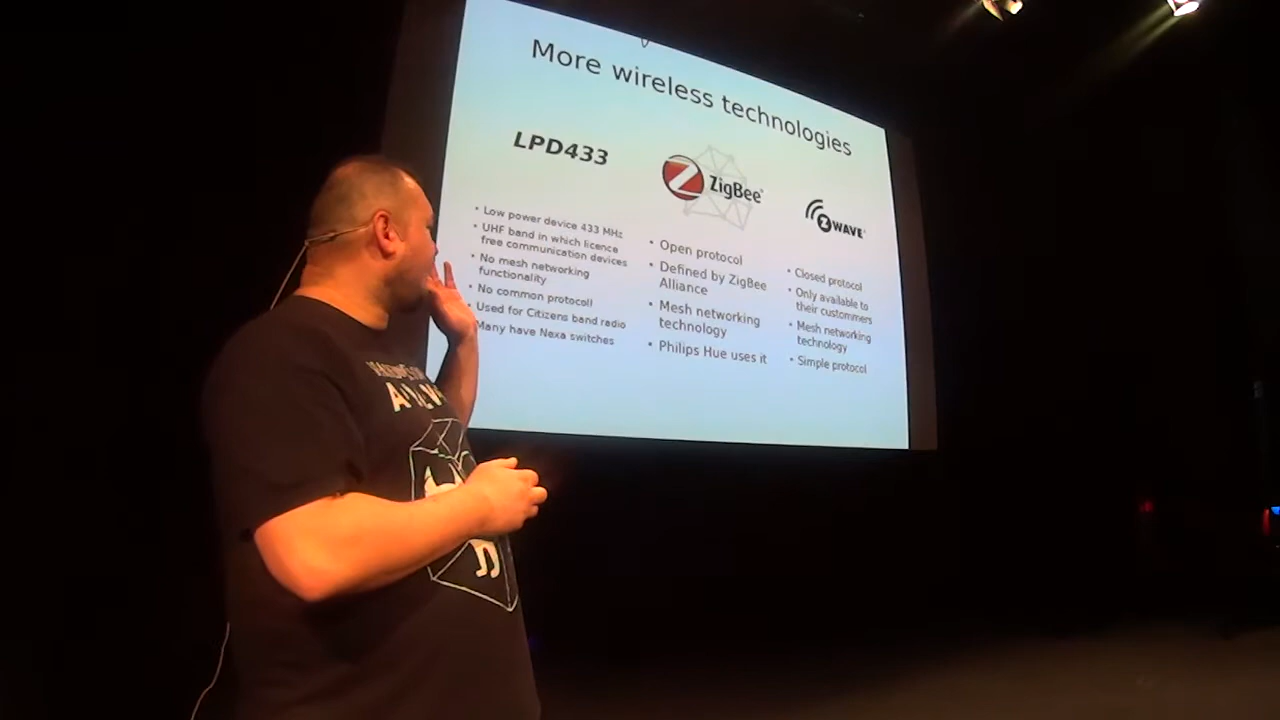 More wireless technologies
LPD433
• Low power device 433 MHz
• UHF band in which licence
free communication devices
• No mesh networking
functionality
• No common protocol!
• Used for Citizens band radio
Many have Nexa switches
ZigBee
• Open protocol
• Defined by ZigBee
Alliance
• Mesh networking
technology
• Philips Hue uses it
Z WAVE
• Closed protocol
• Only available to
their custommers
• Mesh networking
technology
• Simple protocol